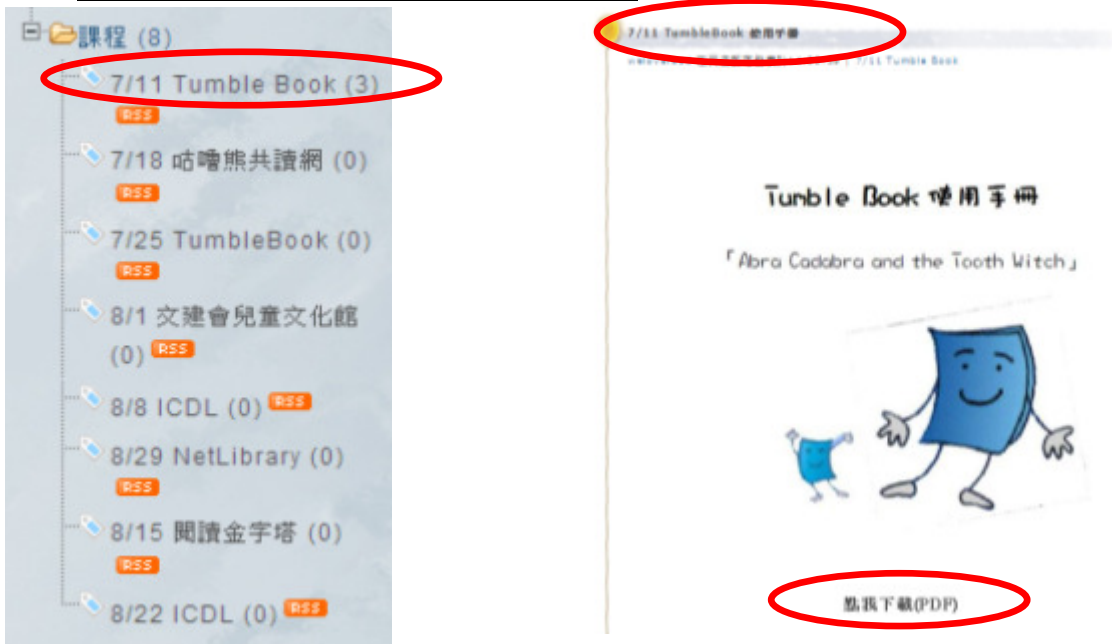 課程 (8)
7/11 Tumble Book (3)
RSS
7/18 咕嚕熊共讀網 (0)
RSS
7/25 TumbleBook (0)
RSS
8/1 文建會兒童文化館
(0) RSS
8/8 ICDL (0) RSS
8/29 NetLibrary (0)
RSS
8/15 閱讀金字塔 (0)
RSS
8/22 ICDL (0) RSS
7/11 TumbleBook 使用手冊
7/11 Tumble Book
Tumble Book 使用手冊
「Abra Cadabra and the Tooth Witch」
點我下載(PDF)